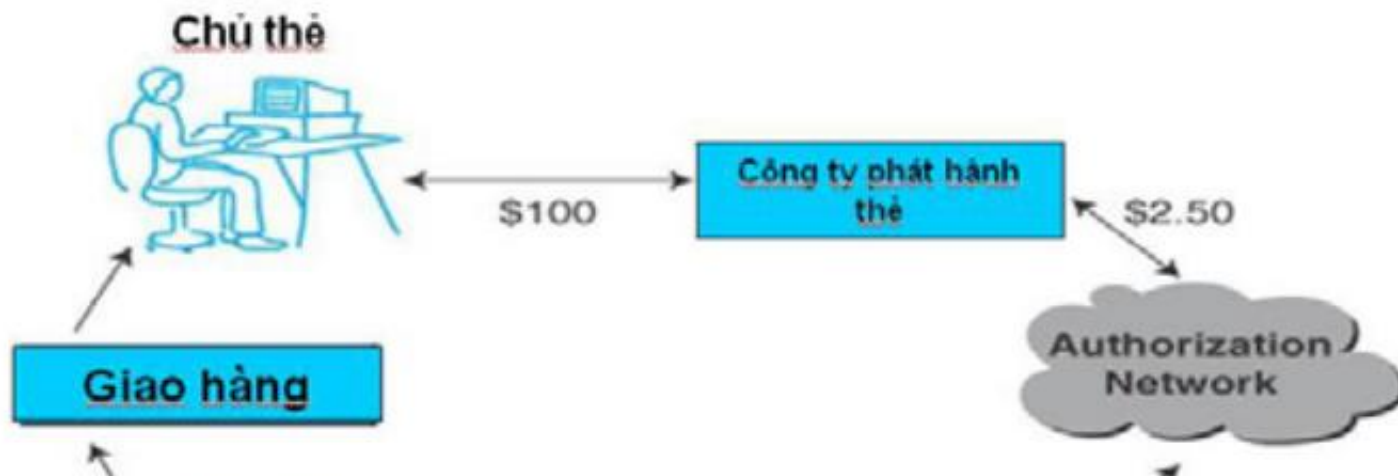 Chủ thẻ
Công ty phát hành
thẻ
$100
$2.50
Authorization
Network
Giao hàng